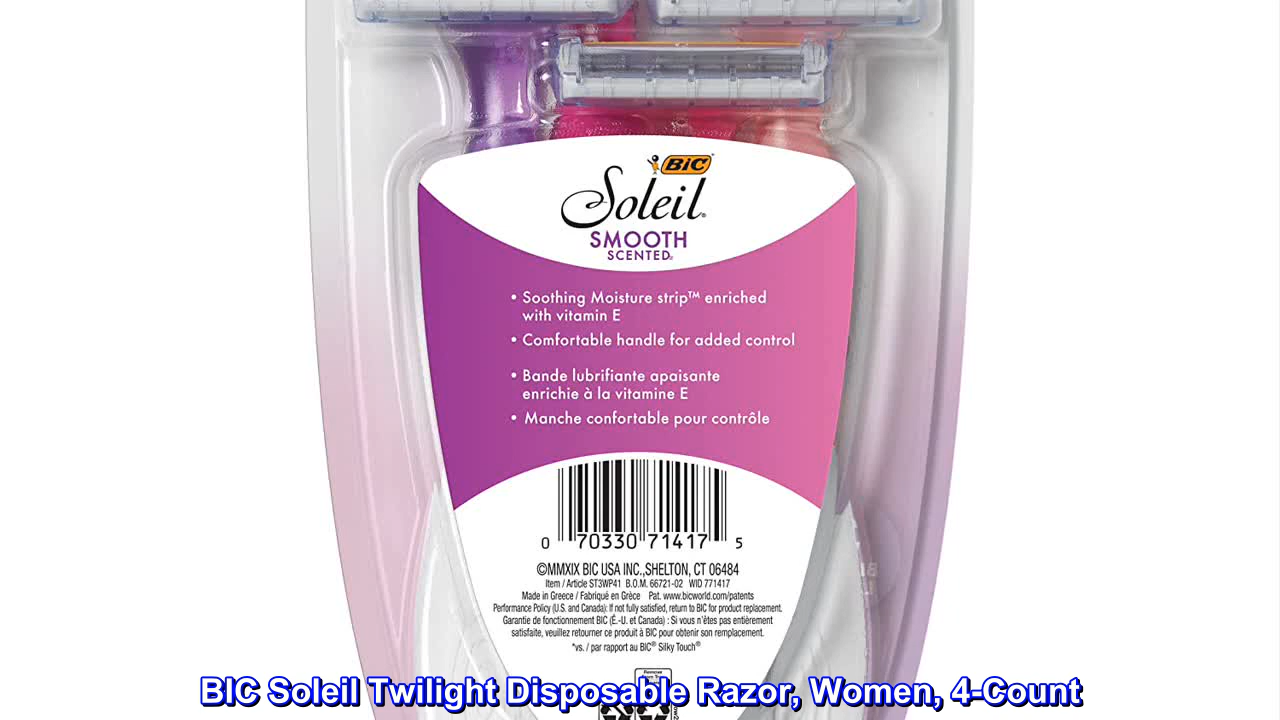 BIC
Soleil®
SMOOTH
SCENTED®
• Soothing Moisture strip™ enriched
with vitamin E
• Comfortable handle for added control
• Bande lubrifiante apaisante
enrichie à la vitamine E
• Manche confortable pour contrôle
0 70330 71417 5
©MMXIX BIC USA INC.,SHELTON, CT 06484
Item / Article ST3WP41 B.O.M. 66721-02 WID 771417
Made in Greece / Fabriqué en Grèce Pat. www.bicworld.com/patents
Performance Policy (U.S. and Canada): If not fully satisfied, return to BIC for product replacement.
Garantie de fonctionnement BIC (É.-U. et Canada) : Si vous n'êtes pas entièrement
satisfaite, veuillez retourner ce produit à BIC pour obtenir son remplacement.
*vs. / par rapport au BIC® Silky Touch®
BIC Soleil Twilight Disposable Razor, Women, 4-Count